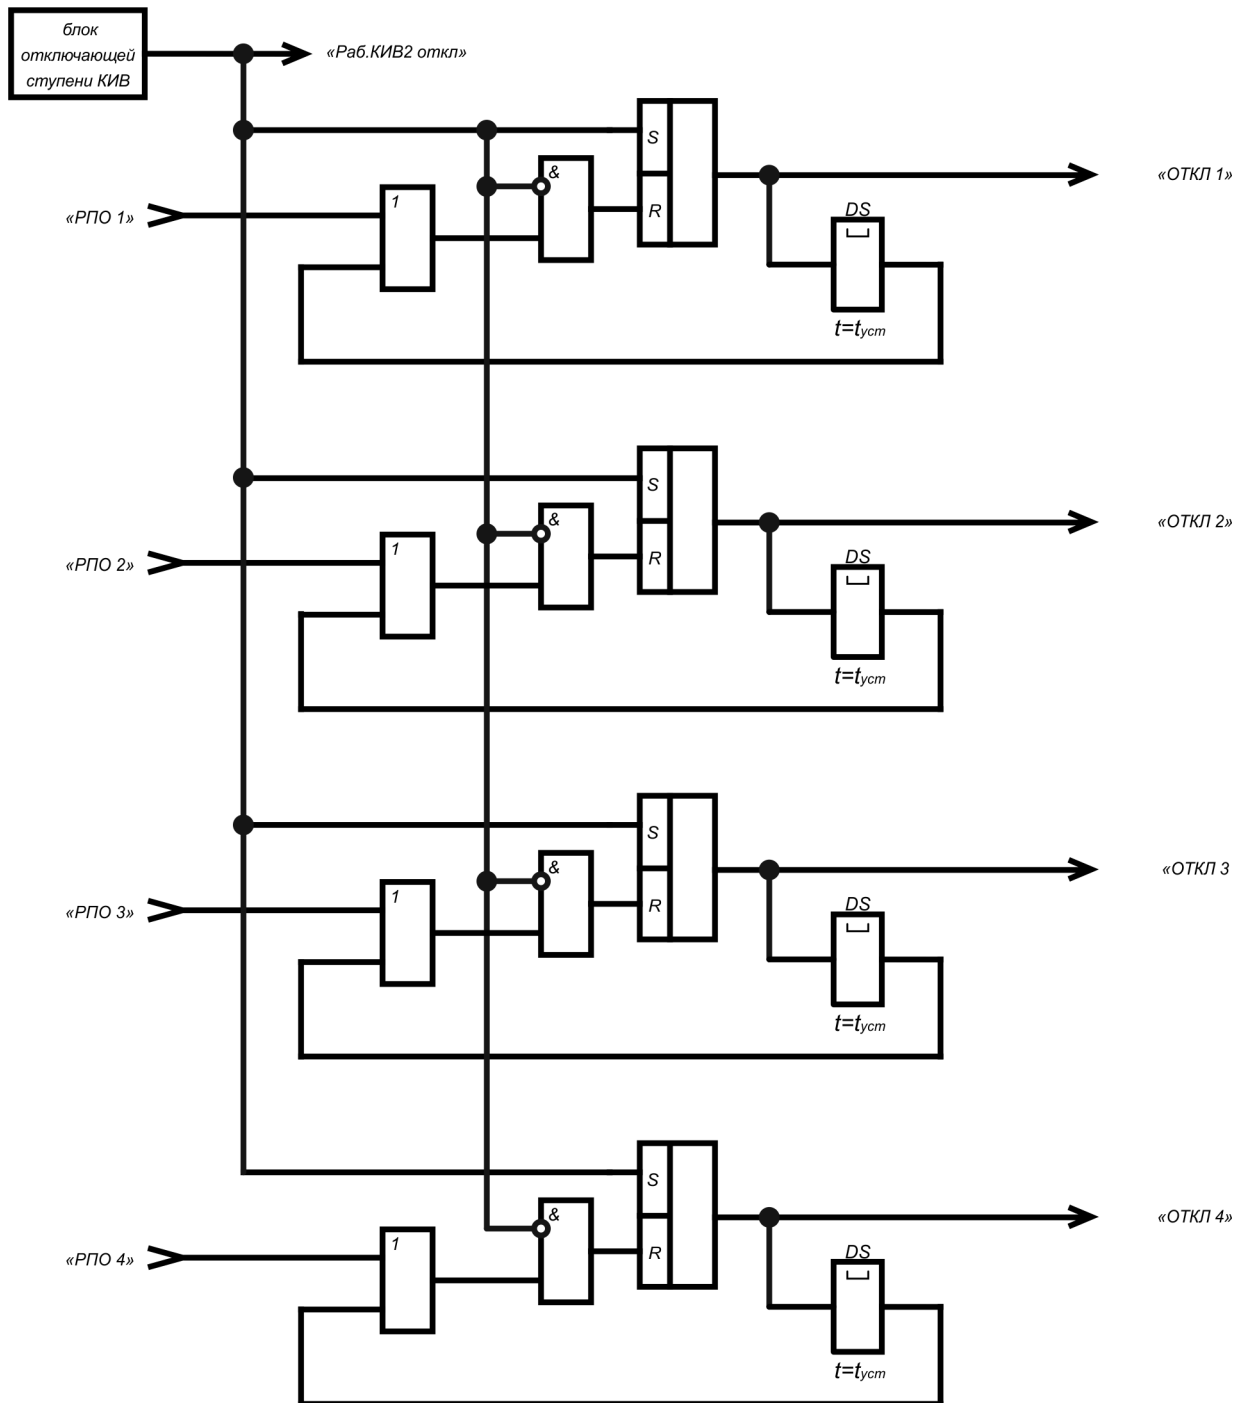 блок
отключающей
ступени КИВ
«Раб.КИВ2 откл»
S
&
1
R
«РПО 1»
«ОТКЛ 1»
DS
t=tуст
S
&
1
R
«РПО 2»
«ОТКЛ 2»
DS
t=tуст
S
&
1
R
«РПО 3»
«ОТКЛ 3
DS
t=tуст
S
&
1
R
«РПО 4»
«ОТКЛ 4»
DS
t=tуст